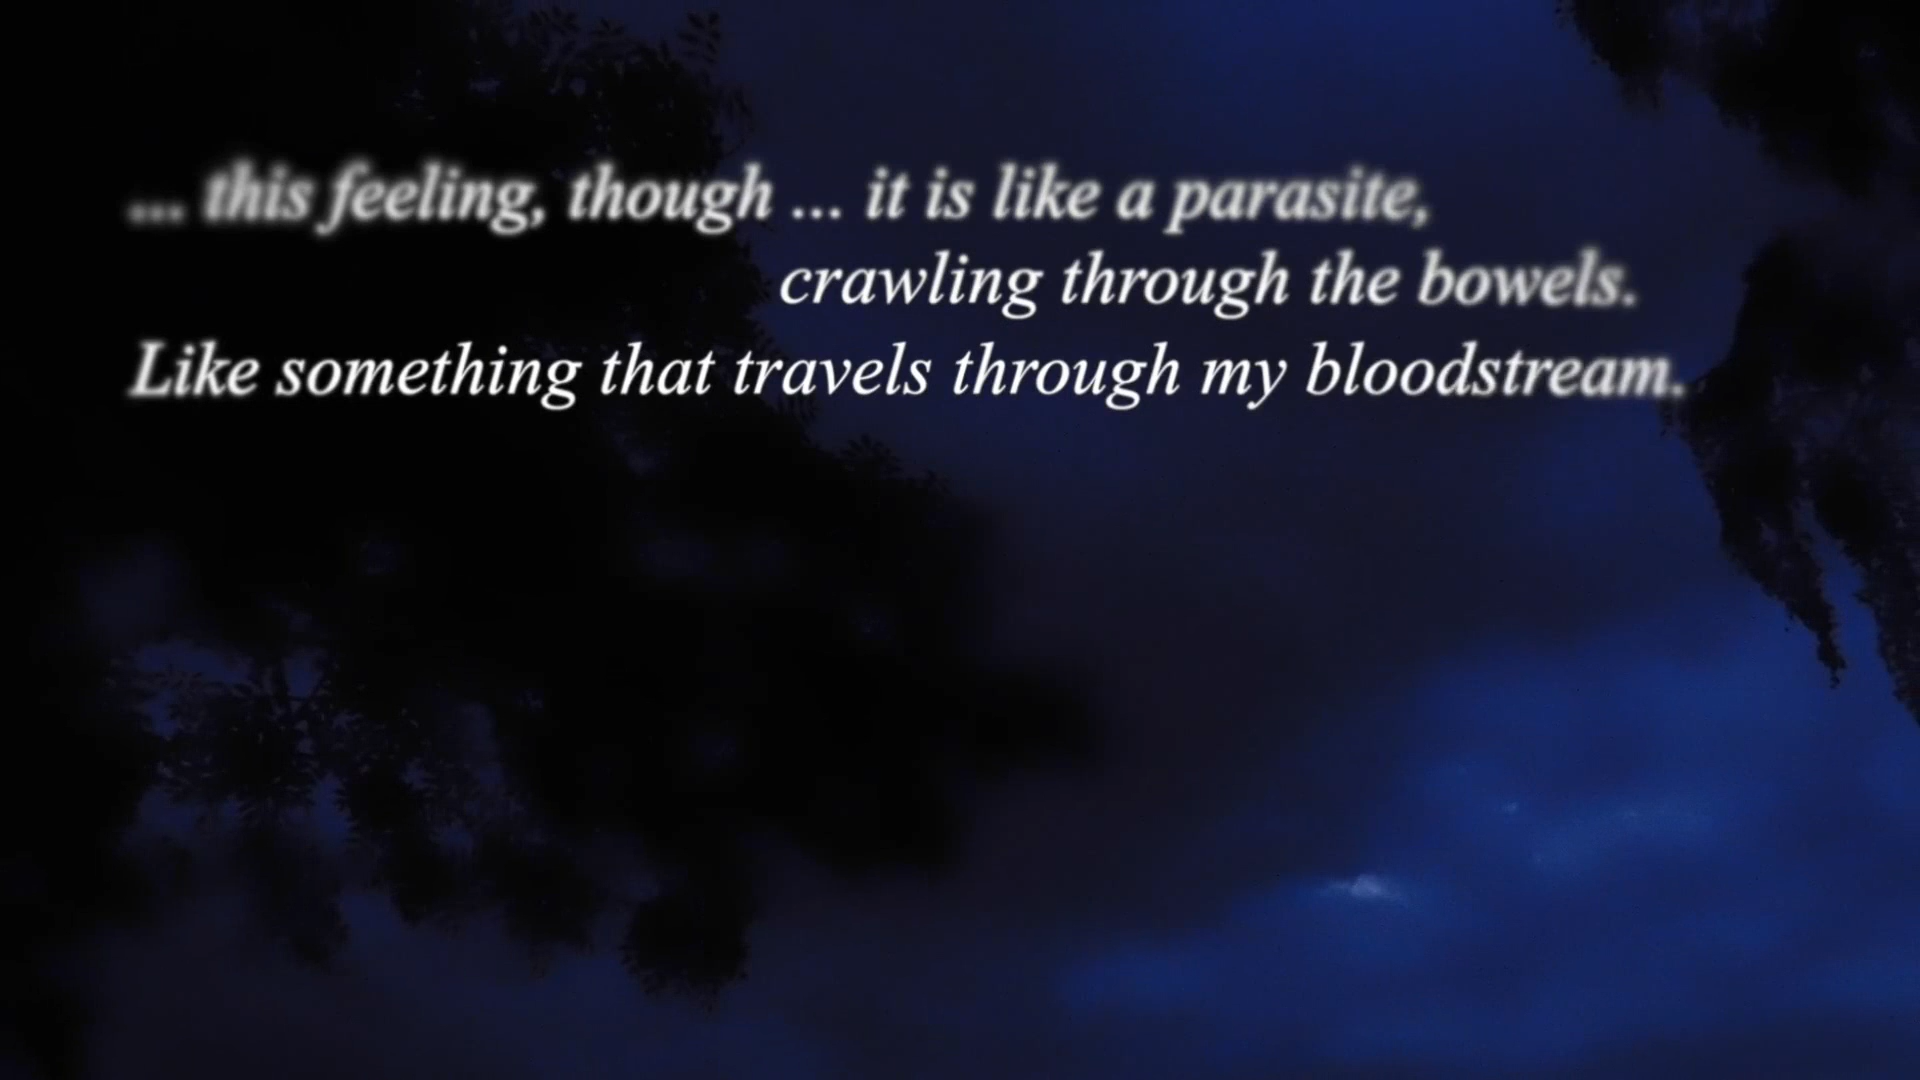 ... this feeling, though ... it is like a parasite,
crawling through the bowels.
Like something that travels through my bloodstream.